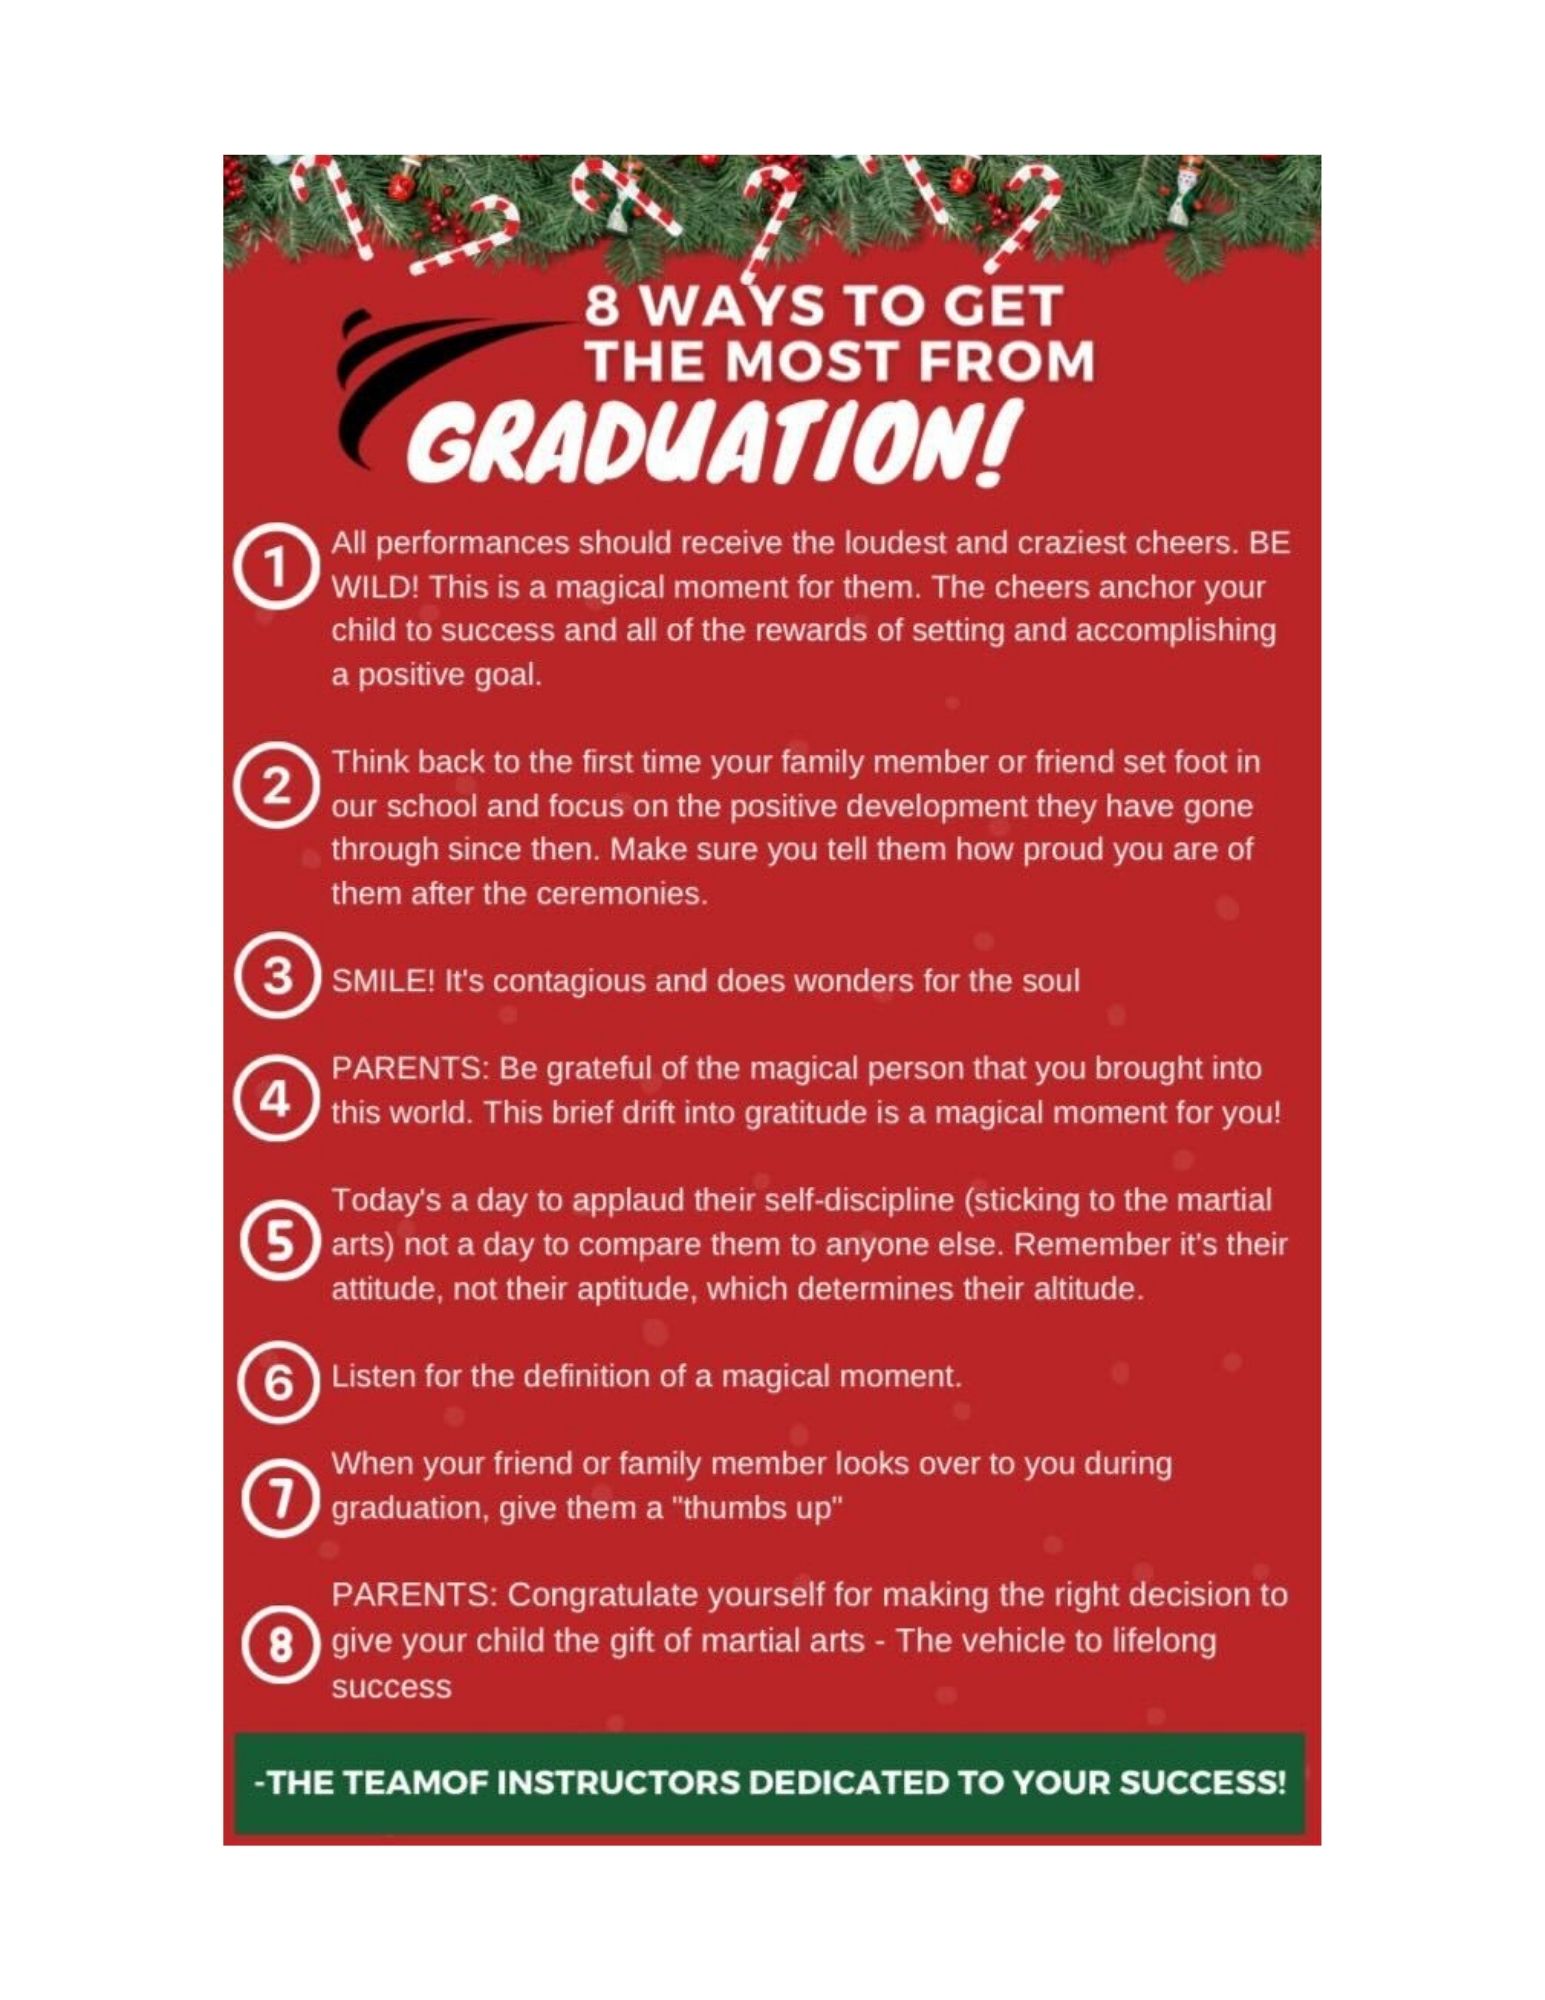 8 WAYS TO GET
THE MOST FROM
GRADUATION!
1
All performances should receive the loudest and craziest cheers. BE
WILD! This is a magical moment for them. The cheers anchor your
child to success and all of the rewards of setting and accomplishing
a positive goal.
2
Think back to the first time your family member or friend set foot in
our school and focus on the positive development they have gone
through since then. Make sure you tell them how proud you are of
them after the ceremonies.
3
SMILE! It's contagious and does wonders for the soul
4
PARENTS: Be grateful of the magical person that you brought into
this world. This brief drift into gratitude is a magical moment for you!
5
Today's a day to applaud their self-discipline (sticking to the martial
arts) not a day to compare them to anyone else. Remember it's their
attitude, not their aptitude, which determines their altitude.
6
Listen for the definition of a magical moment.
7
When your friend or family member looks over to you during
graduation, give them a "thumbs up"
8
PARENTS: Congratulate yourself for making the right decision to
give your child the gift of martial arts - The vehicle to lifelong
success
-THE TEAMOF INSTRUCTORS DEDICATED TO YOUR SUCCESS!